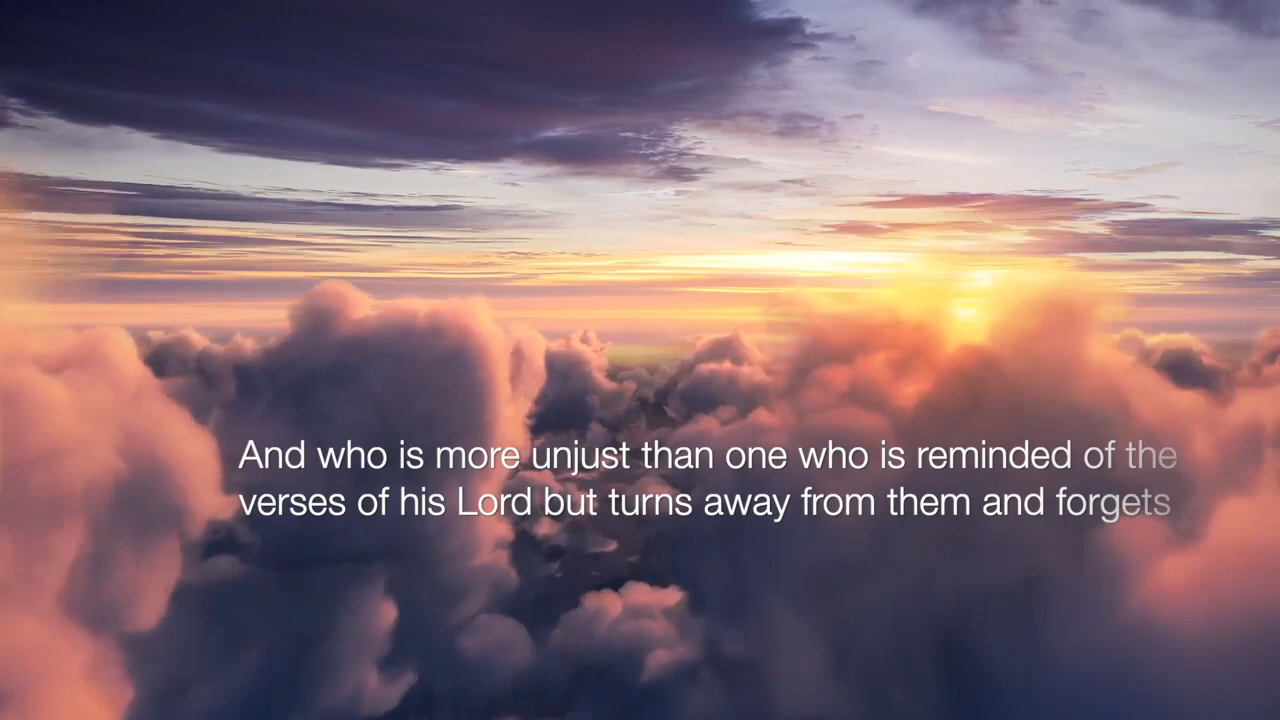 And who is more unjust than one who is reminded of the
verses of his Lord but turns away from them and forgets